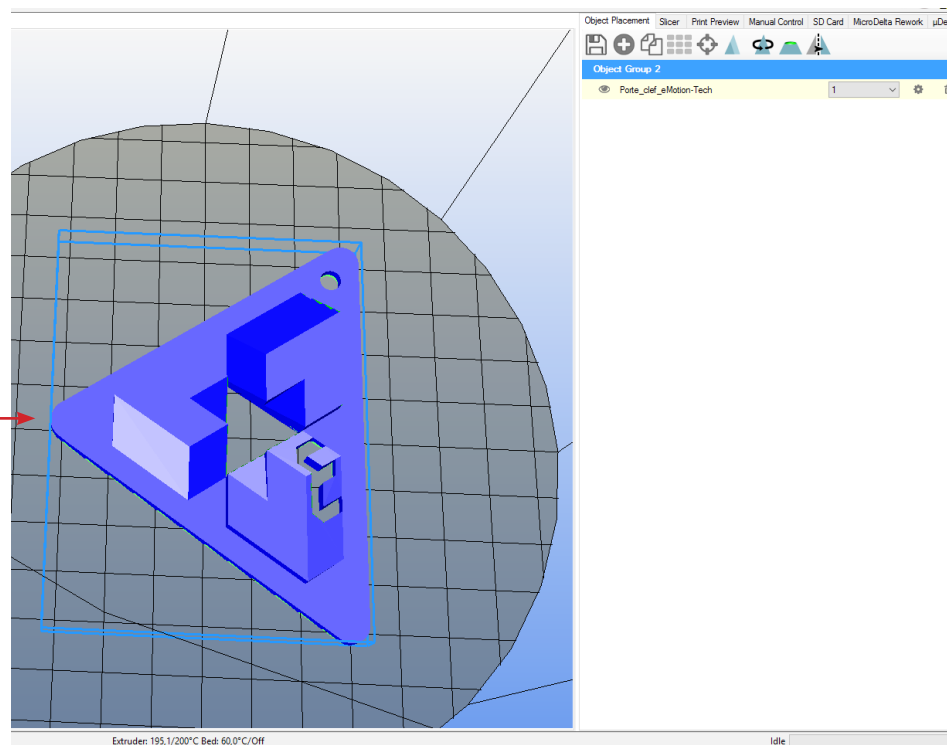 Object Placement Slicer Print Preview Manual Control SD Card MicroDelta Rework
Object Group 2
Porte_clef_eMotion-Tech 1
Extruder: 195,1/200°C Bed: 60,0°C/Off Idle